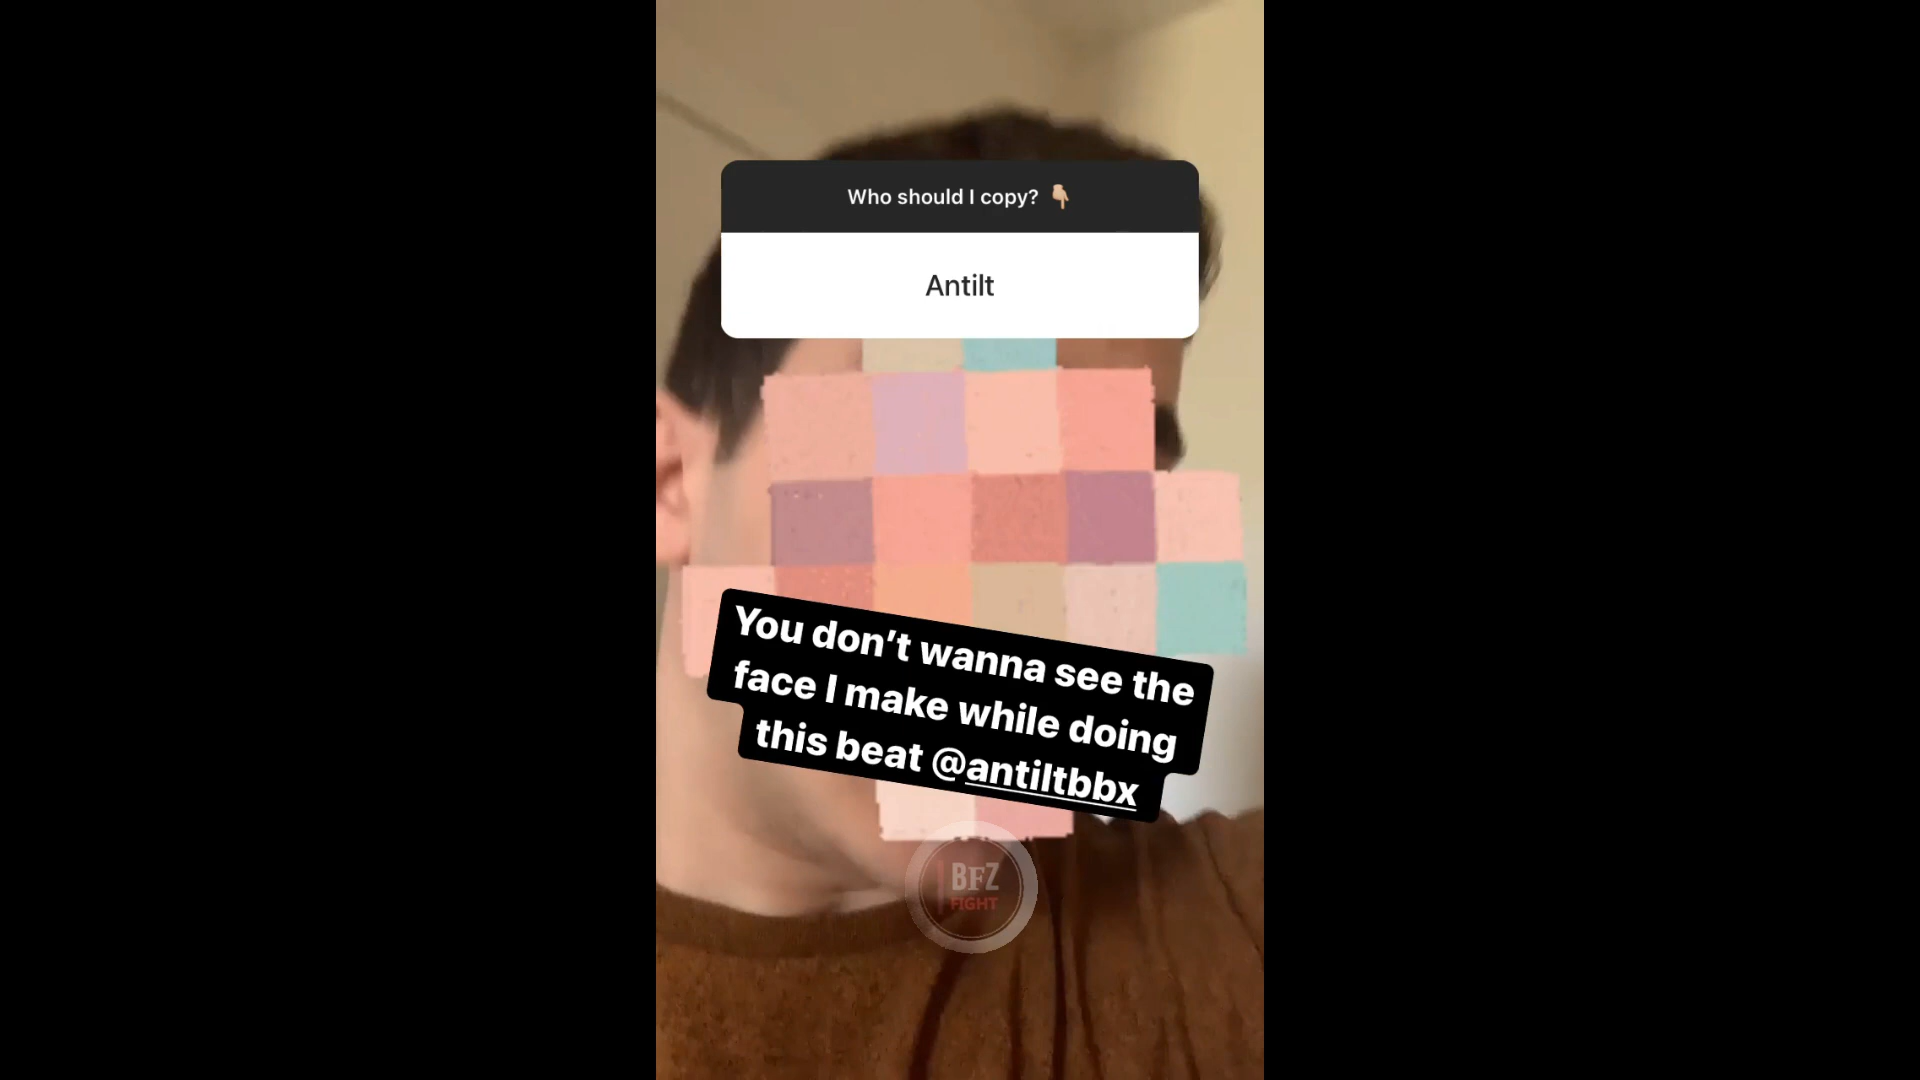 Who should I copy? 👇🏼
Antilt
You don’t wanna see the
face I make while doing
this beat @antiltbbx
BFZ
FIGHT